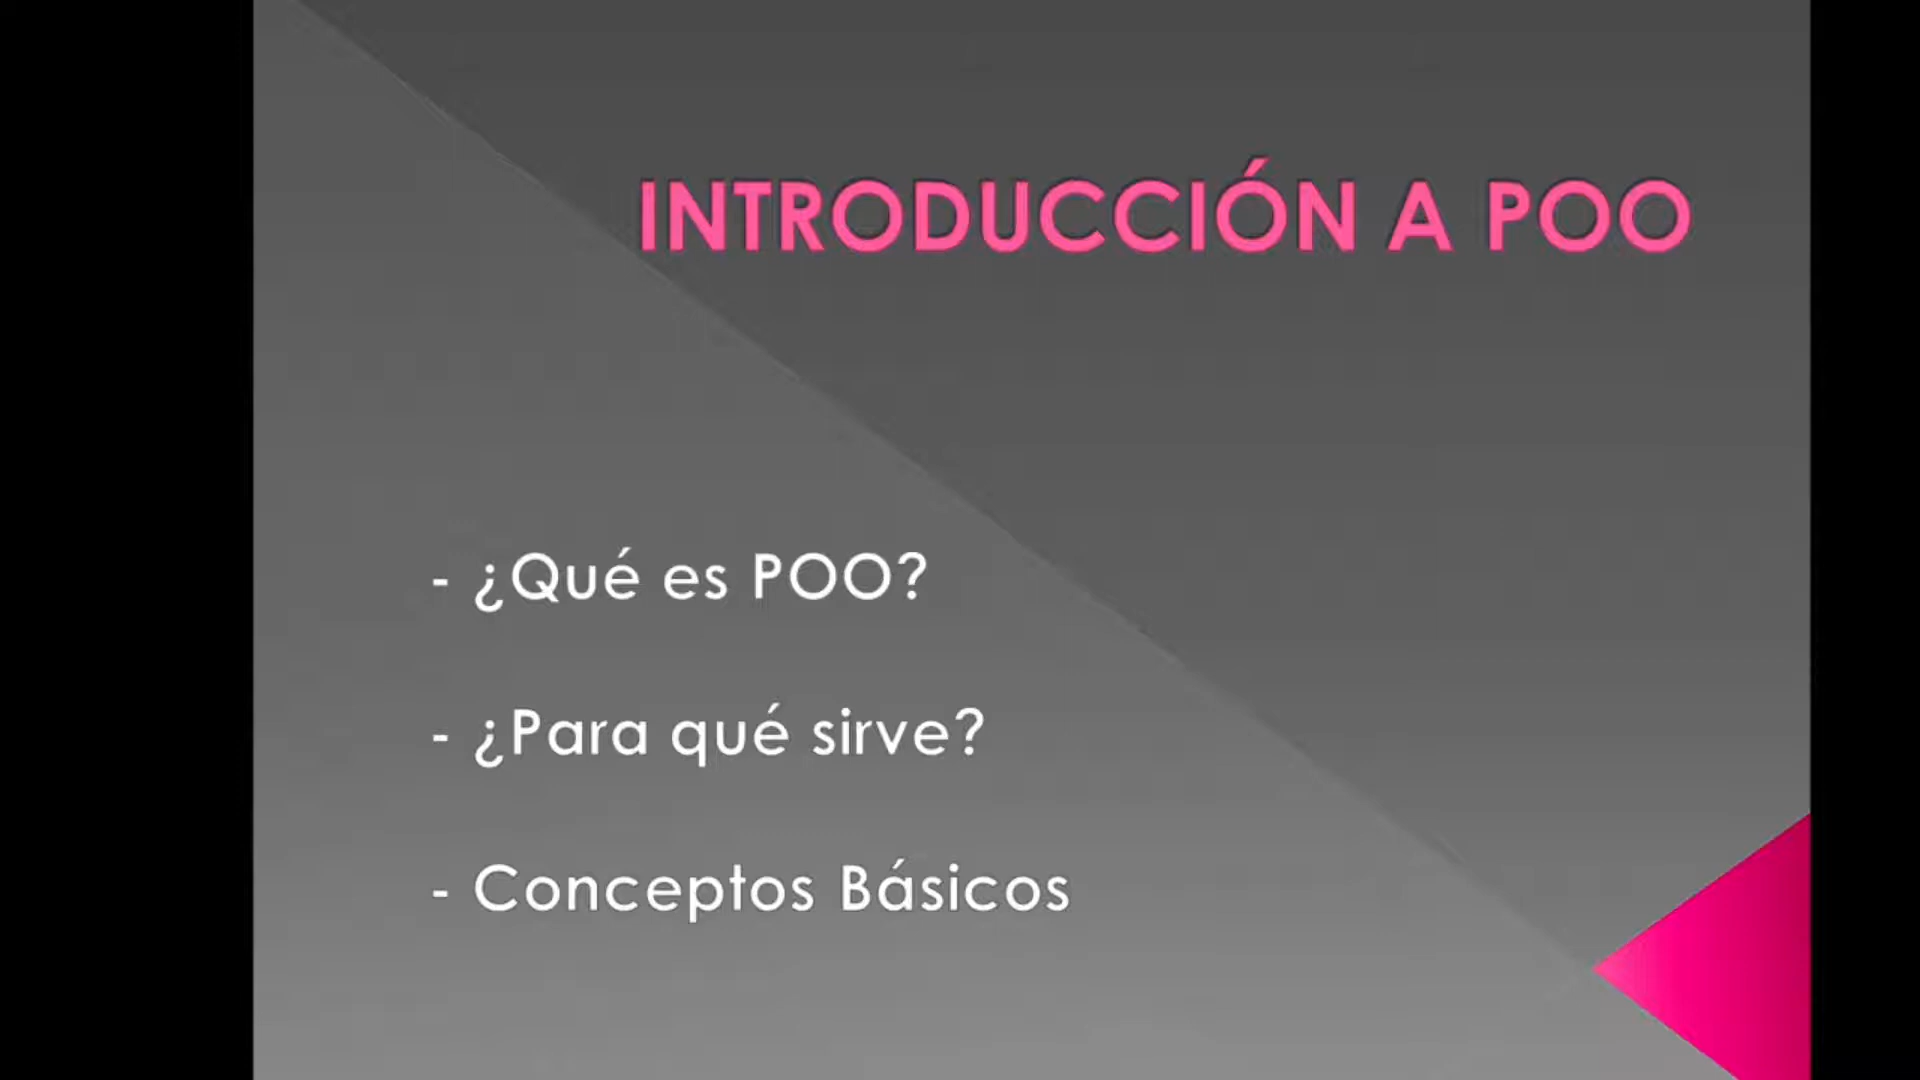 INTRODUCCIÓN A POO
- ¿Qué es POO?
- ¿Para qué sirve?
- Conceptos Básicos